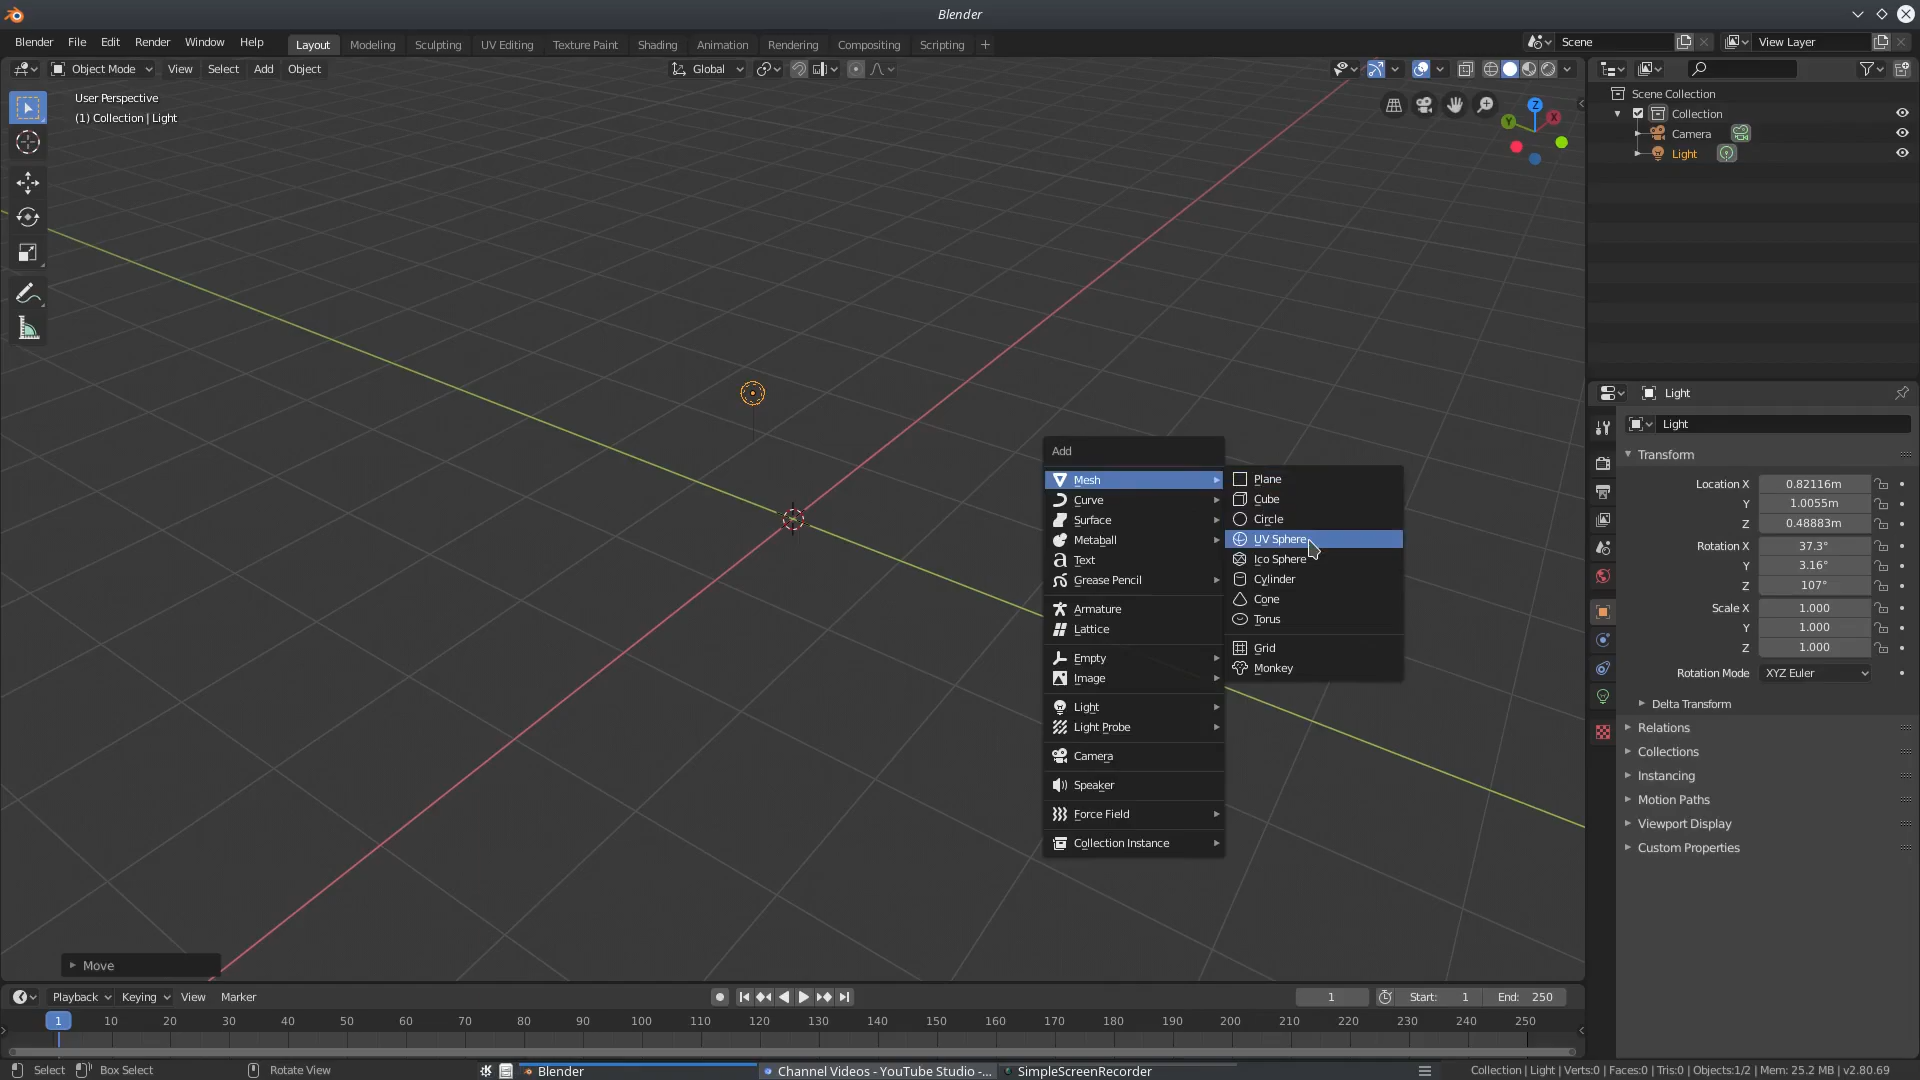 Blender
Blender File Edit Render Window Help
Layout Modeling Sculpting UV Editing Texture Paint Shading Animation Rendering Compositing Scripting +
Scene
View Layer
Object Mode View Select Add Object
Global
User Perspective
(1) Collection | Light
Z
Y
X
Scene Collection
Collection
Camera
Light
Add
Mesh
Curve
Surface
Metaball
Text
Grease Pencil
Armature
Lattice
Empty
Image
Light
Light Probe
Camera
Speaker
Force Field
Collection Instance
Plane
Cube
Circle
UV Sphere
Ico Sphere
Cylinder
Cone
Torus
Grid
Monkey
Light
Light
Transform
Location X 0.82116m
Y 1.0055m
Z 0.48883m
Rotation X 37.3°
Y 3.16°
Z 107°
Scale X 1.000
Y 1.000
Z 1.000
Rotation Mode XYZ Euler
Delta Transform
Relations
Collections
Instancing
Motion Paths
Viewport Display
Custom Properties
Move
Playback Keying View Marker
1 Start: 1 End: 250
1 10 20 30 40 50 60 70 80 90 100 110 120 130 140 150 160 170 180 190 200 210 220 230 240 250
Select Box Select Rotate View
Blender
Channel Videos - YouTube Studio -...
SimpleScreenRecorder
Collection | Light | Verts:0 | Faces:0 | Tris:0 | Objects:1/2 | Mem: 25.2 MB | v2.80.69